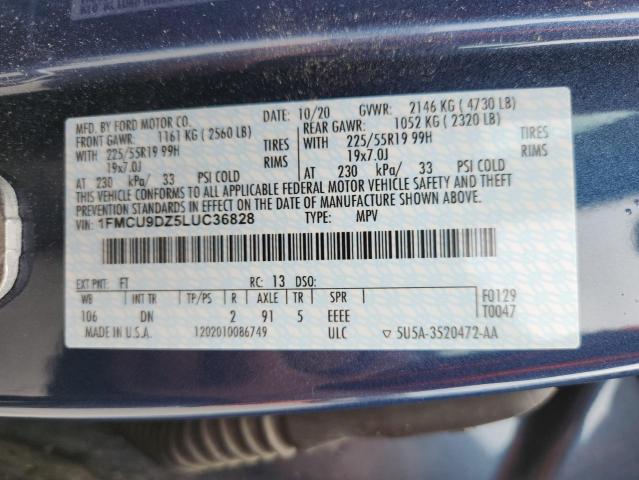 MFD. BY FORD MOTOR CO. DATE: 10/20 GVWR: 2146 KG ( 4730 LB)
FRONT GAWR: 1161 KG ( 2560 LB) REAR GAWR: 1052 KG ( 2320 LB)
WITH 225/55R19 99H TIRES WITH 225/55R19 99H TIRES
19x7.0J RIMS 19x7.0J RIMS
AT 230 kPa/ 33 PSI COLD AT 230 kPa/ 33 PSI COLD
THIS VEHICLE CONFORMS TO ALL APPLICABLE FEDERAL MOTOR VEHICLE SAFETY AND THEFT
PREVENTION STANDARDS IN EFFECT ON THE DATE OF MANUFACTURE SHOWN ABOVE.
VIN: 1FMCU9DZ5LUC36828 TYPE: MPV
EXT PNT: FT RC: 13 DSO:
WB INT TR TP/PS R AXLE TR SPR F0129
106 DN 2 91 5 EEEE T0047
MADE IN U.S.A. 1202010086749 ULC ▽ 5U5A-3520472-AA